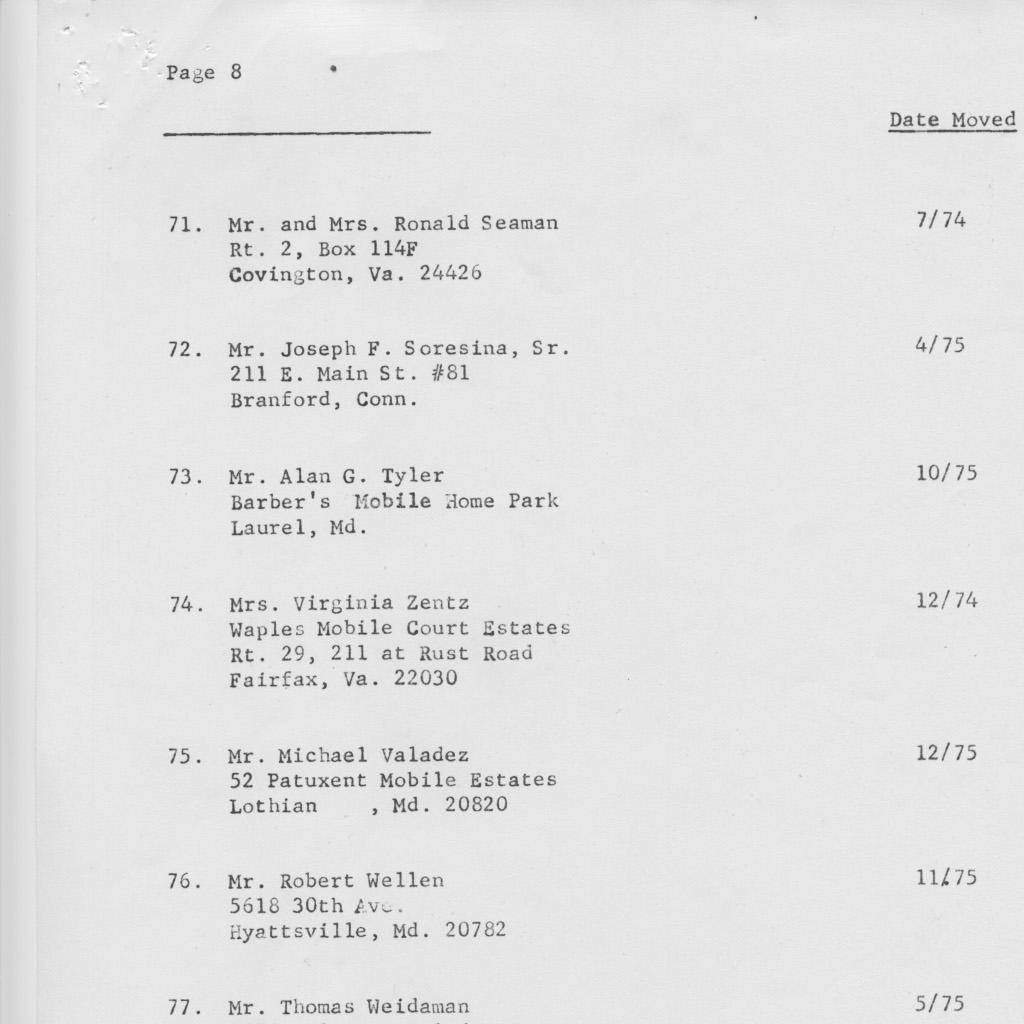 Page 8
Date Moved
71. Mr. and Mrs. Ronald Seaman 7/74
Rt. 2, Box 114F
Covington, Va. 24426
72. Mr. Joseph F. Soresina, Sr. 4/75
211 E. Main St. #81
Branford, Conn.
73. Mr. Alan G. Tyler 10/75
Barber's Mobile Home Park
Laurel, Md.
74. Mrs. Virginia Zentz 12/74
Waples Mobile Court Estates
Rt. 29, 211 at Rust Road
Fairfax, Va. 22030
75. Mr. Michael Valadez 12/75
52 Patuxent Mobile Estates
Lothian , Md. 20820
76. Mr. Robert Wellen 11/75
5618 30th Ave.
Hyattsville, Md. 20782
77. Mr. Thomas Weidaman 5/75